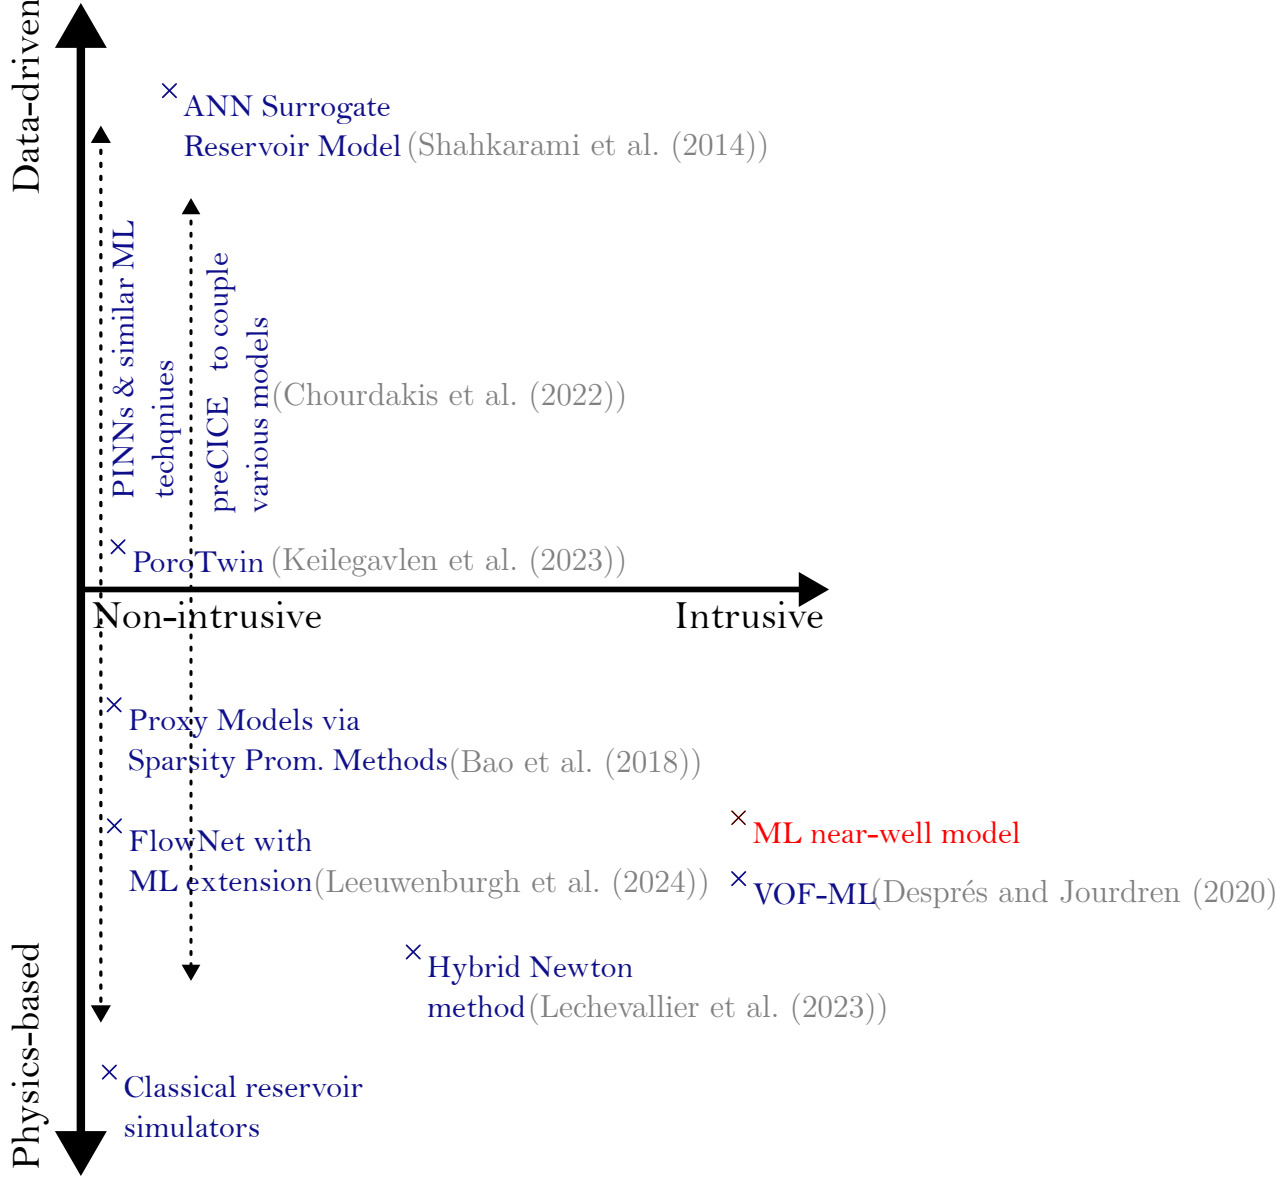 Data-driven
ANN Surrogate
Reservoir Model (Shahkarami et al. (2014))
PINNs & similar ML
techqniues
preCICE to couple
various models
(Chourdakis et al. (2022))
PoroTwin (Keilegavlen et al. (2023))
Non-intrusive
Intrusive
Proxy Models via
Sparsity Prom. Methods (Bao et al. (2018))
ML near-well model
FlowNet with
ML extension (Leeuwenburgh et al. (2024))
VOF-ML (Després and Jourdren (2020)
Hybrid Newton
method (Lechevallier et al. (2023))
Classical reservoir
simulators
Physics-based